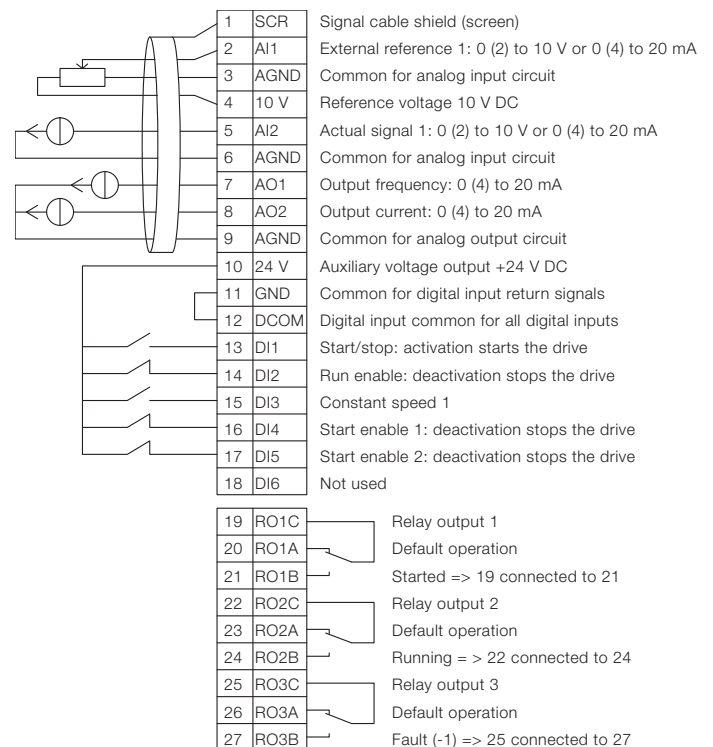 1 SCR Signal cable shield (screen)
2 AI1 External reference 1: 0 (2) to 10 V or 0 (4) to 20 mA
3 AGND Common for analog input circuit
4 10 V Reference voltage 10 V DC
5 AI2 Actual signal 1: 0 (2) to 10 V or 0 (4) to 20 mA
6 AGND Common for analog input circuit
7 AO1 Output frequency: 0 (4) to 20 mA
8 AO2 Output current: 0 (4) to 20 mA
9 AGND Common for analog output circuit
10 24 V Auxiliary voltage output +24 V DC
11 GND Common for digital input return signals
12 DCOM Digital input common for all digital inputs
13 DI1 Start/stop: activation starts the drive
14 DI2 Run enable: deactivation stops the drive
15 DI3 Constant speed 1
16 DI4 Start enable 1: deactivation stops the drive
17 DI5 Start enable 2: deactivation stops the drive
18 DI6 Not used
19 RO1C Relay output 1
20 RO1A Default operation
21 RO1B Started => 19 connected to 21
22 RO2C Relay output 2
23 RO2A Default operation
24 RO2B Running = > 22 connected to 24
25 RO3C Relay output 3
26 RO3A Default operation
27 RO3B Fault (-1) => 25 connected to 27